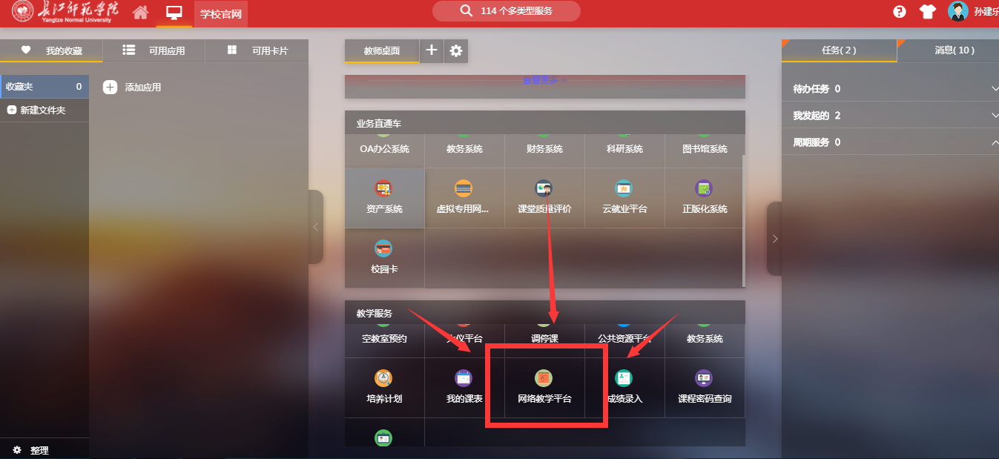 长江师范学院
Yangtze Normal University
学校官网
114 个多类型服务
孙建乐
我的收藏
可用应用
可用卡片
教师桌面
任务( 2 )
消息( 10 )
收藏夹 0
添加应用
新建文件夹
查看更多 >
待办任务 0
我发起的 2
周期服务 0
业务直通车
OA办公系统
教务系统
财务系统
科研系统
图书馆系统
资产系统
虚拟专用网...
课堂质量评价
云就业平台
正版化系统
校园卡
教学服务
空教室预约
大仪平台
调停课
公共资源平台
教务系统
培养计划
我的课表
网络教学平台
成绩录入
课程密码查询
整理